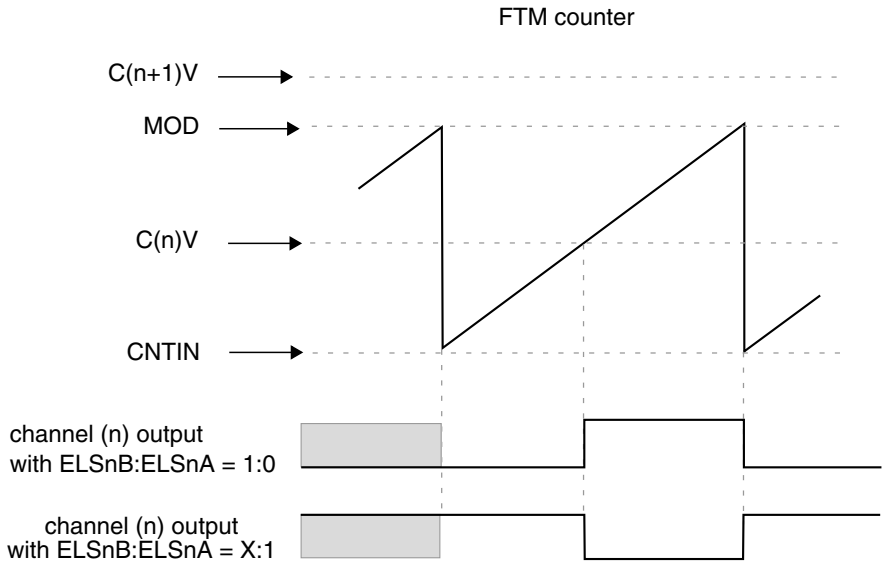 FTM counter
C(n+1)V
MOD
C(n)V
CNTIN
channel (n) output
with ELSnB:ELSnA = 1:0
channel (n) output
with ELSnB:ELSnA = X:1